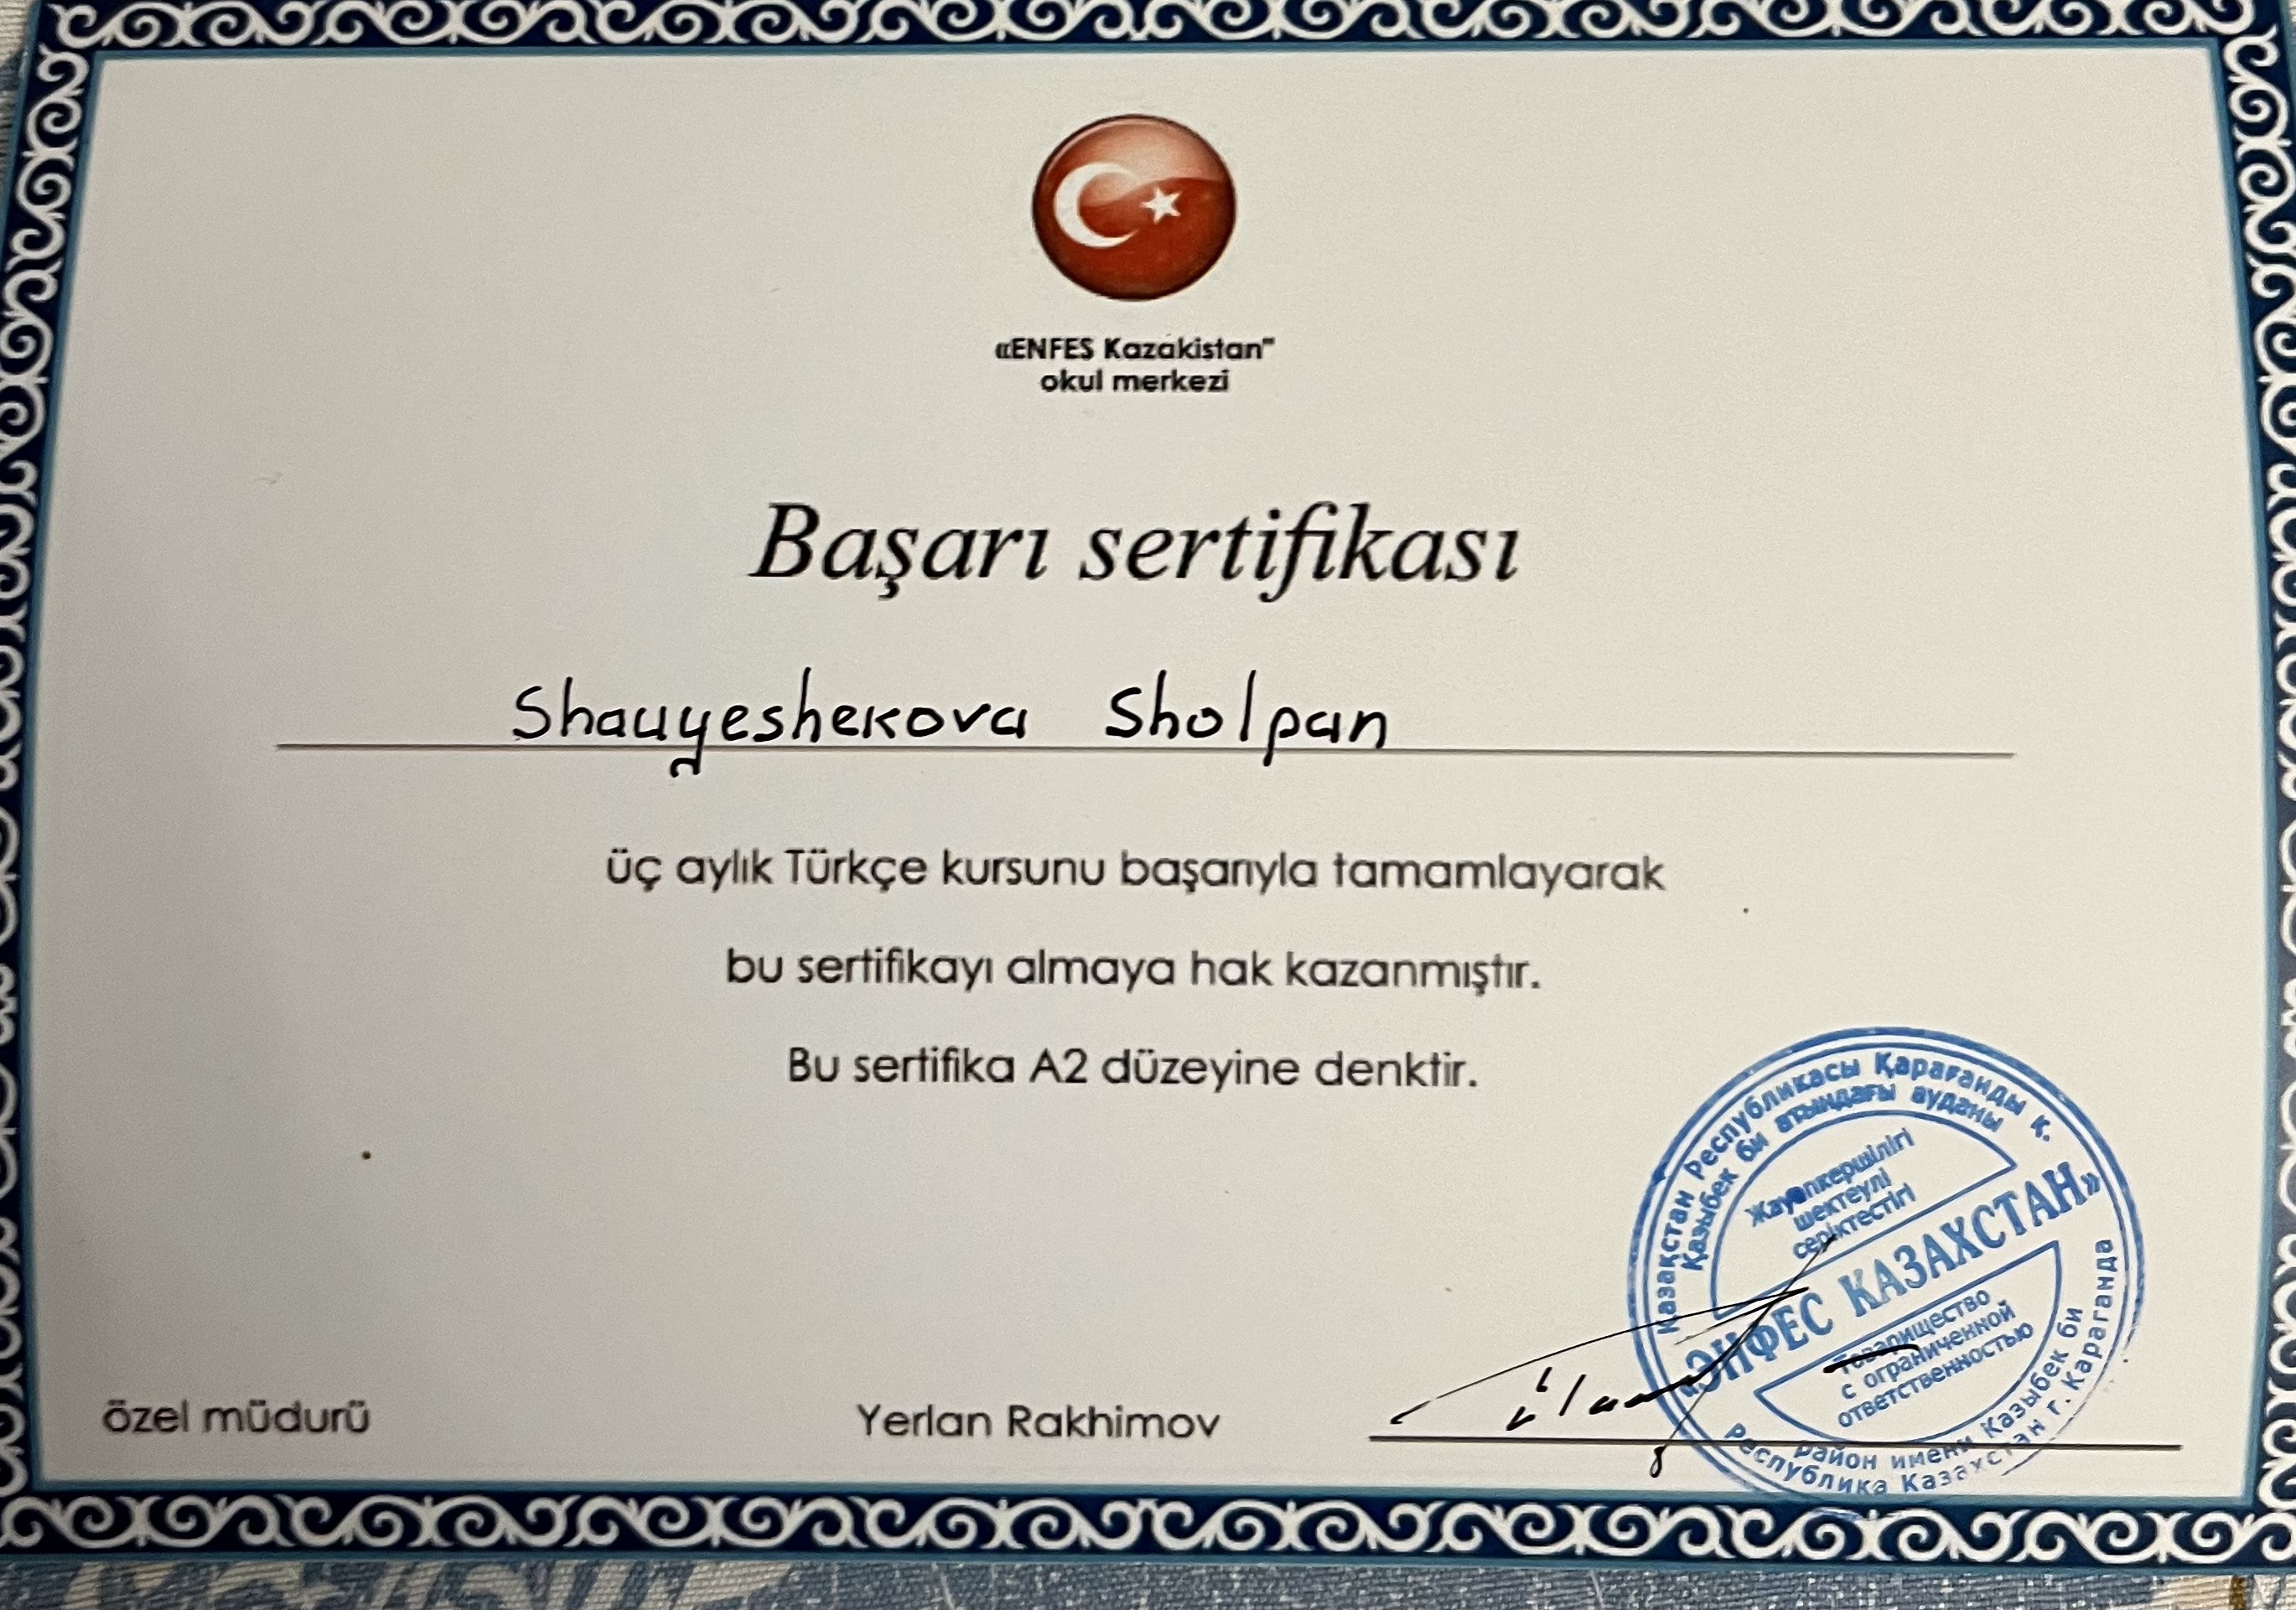 «ENFES Kazakistan"
okul merkezi
Başarı sertifikası
Shauyeshekova Sholpan
üç aylık Türkçe kursunu başarıyla tamamlayarak
bu sertifikayı almaya hak kazanmıştır.
Bu sertifika A2 düzeyine denktir.
özel müdurü Yerlan Rakhimov
Қазақстан Республикасы Қарағанды қ.
Қазыбек би атындағы ауданы
Жауапкершілігі
шектеулі
серіктестігі
«ЭНФЕС КАЗАХСТАН»
Товарищество
с ограниченной
ответственностью
район имени Казыбек би
Республика Казахстан г. Караганда